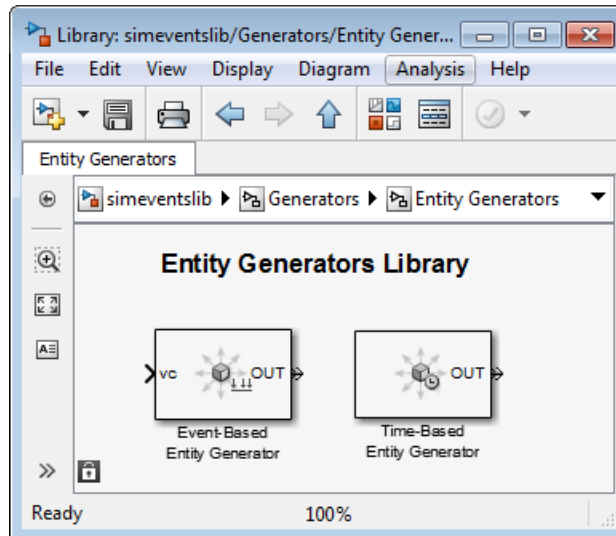 Library: simeventslib/Generators/Entity Gener...
File Edit View Display Diagram Analysis Help
Entity Generators
simeventslib Generators Entity Generators
Entity Generators Library
vc OUT OUT
Event-Based Time-Based
Entity Generator Entity Generator
Ready 100%